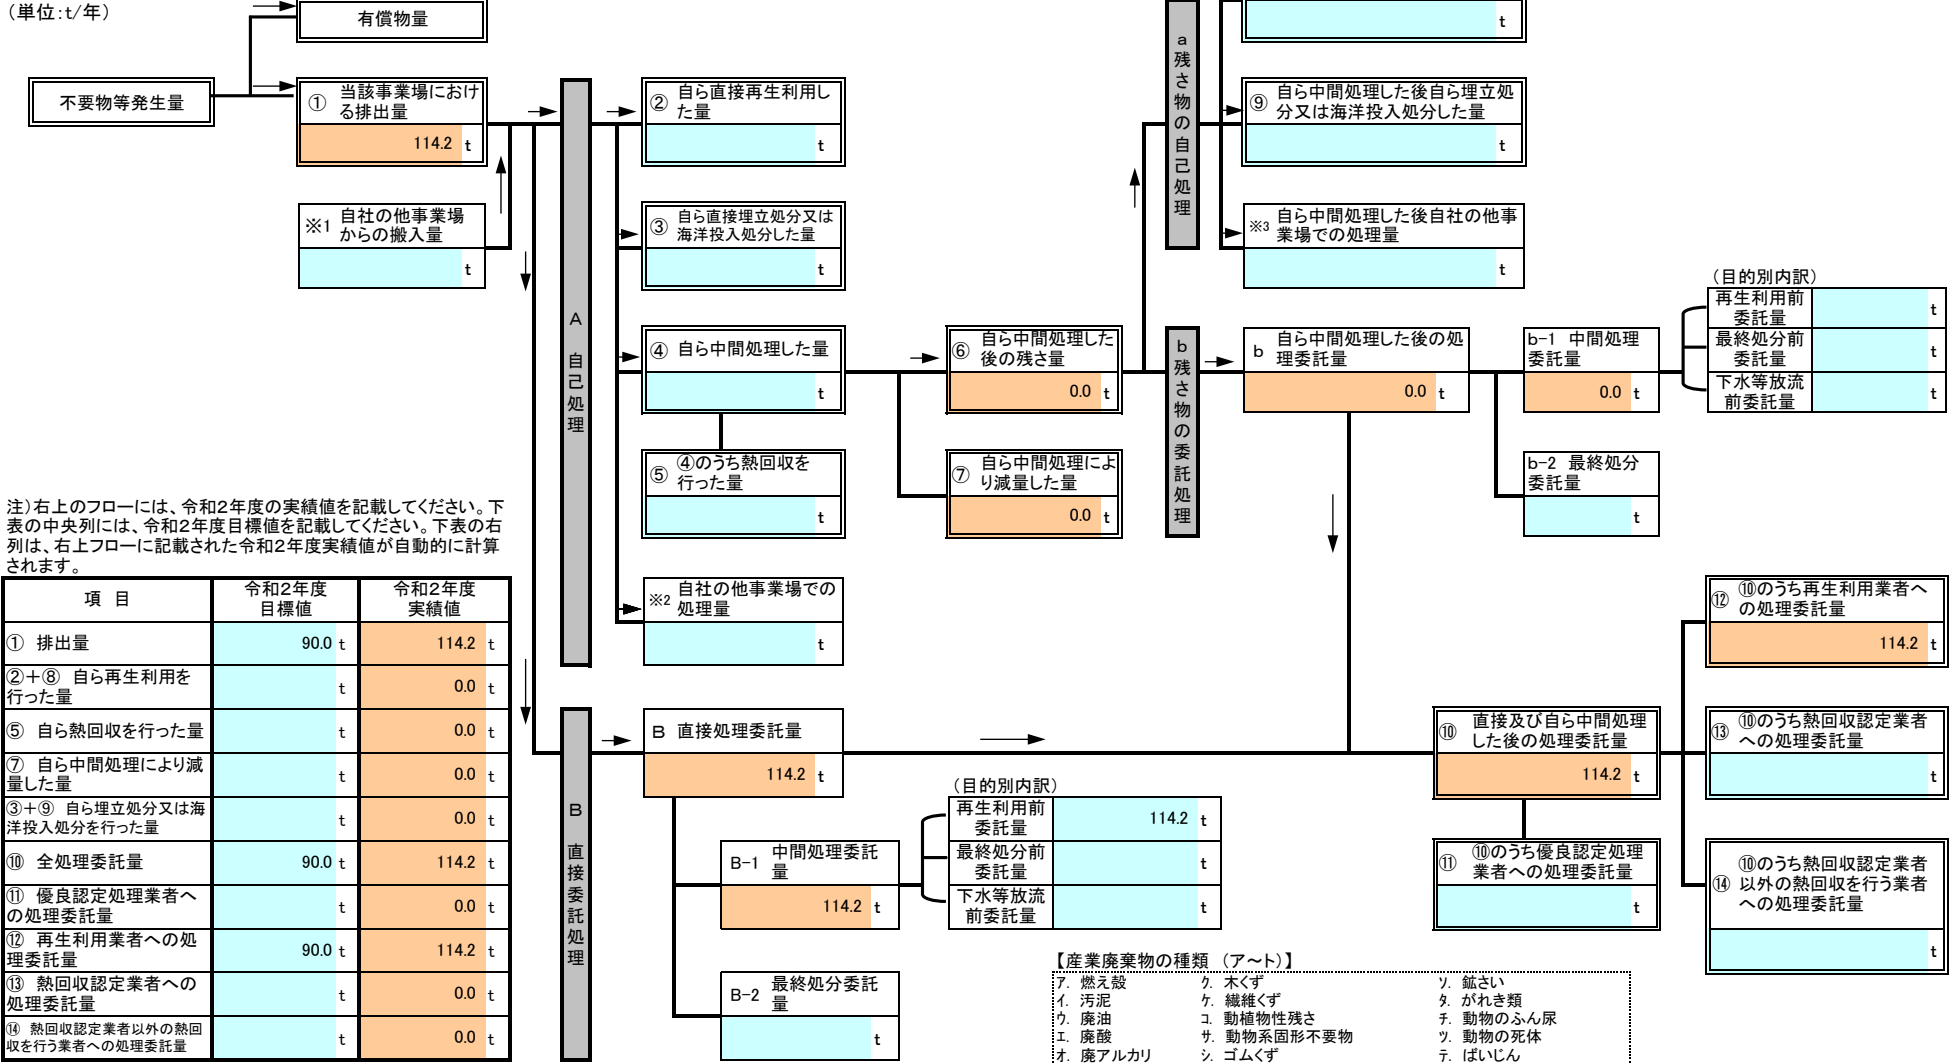 (単位:t/年)
有償物量
不要物等発生量
① 当該事業場におけ
る排出量
114.2 t
※1 自社の他事業場
からの搬入量
t
A 自己処理
② 自ら直接再生利用し
た量
t
③ 自ら直接埋立処分又は
海洋投入処分した量
t
④ 自ら中間処理した量
t
⑤ ④のうち熱回収を
行った量
t
※2 自社の他事業場での
処理量
t
⑥ 自ら中間処理した
後の残さ量
0.0 t
⑦ 自ら中間処理によ
り減量した量
0.0 t
a残さ物の自己処理
t
⑨ 自ら中間処理した後自ら埋立処
分又は海洋投入処分した量
t
※3 自ら中間処理した後自社の他事
業場での処理量
t
b残さ物の委託処理
b 自ら中間処理した後の処
理委託量
0.0 t
b-1 中間処理
委託量
0.0 t
b-2 最終処分
委託量
t
(目的別内訳)
再生利用前
委託量
t
最終処分前
委託量
t
下水等放流
前委託量
t
注)右上のフローには、令和2年度の実績値を記載してください。下
表の中央列には、令和2年度目標値を記載してください。下表の右
列は、右上フローに記載された令和2年度実績値が自動的に計算
されます。
項 目
令和2年度
目標値
令和2年度
実績値
① 排出量 90.0 t 114.2 t
②+⑧ 自ら再生利用を
行った量
t 0.0 t
⑤ 自ら熱回収を行った量 t 0.0 t
⑦ 自ら中間処理により減
量した量
t 0.0 t
③+⑨ 自ら埋立処分又は海
洋投入処分を行った量
t 0.0 t
⑩ 全処理委託量 90.0 t 114.2 t
⑪ 優良認定処理業者へ
の処理委託量
t 0.0 t
⑫ 再生利用業者への処
理委託量
90.0 t 114.2 t
⑬ 熱回収認定業者への
処理委託量
t 0.0 t
⑭ 熱回収認定業者以外の熱回
収を行う業者への処理委託量
t 0.0 t
B 直接委託処理
B 直接処理委託量
114.2 t
B-1 中間処理委託
量
114.2 t
B-2 最終処分委託
量
t
(目的別内訳)
再生利用前
委託量
114.2 t
最終処分前
委託量
t
下水等放流
前委託量
t
⑩ 直接及び自ら中間処理
した後の処理委託量
114.2 t
⑪ ⑩のうち優良認定処理
業者への処理委託量
t
⑫ ⑩のうち再生利用業者へ
の処理委託量
114.2 t
⑬ ⑩のうち熱回収認定業者
への処理委託量
t
⑭ ⑩のうち熱回収認定業者
以外の熱回収を行う業者
への処理委託量
t
【産業廃棄物の種類 (ア~ト)】
ア. 燃え殻 ク. 木くず ソ. 鉱さい
イ. 汚泥 ケ. 繊維くず タ. がれき類
ウ. 廃油 コ. 動植物性残さ チ. 動物のふん尿
エ. 廃酸 サ. 動物系固形不要物 ツ. 動物の死体
オ. 廃アルカリ シ. ゴムくず テ. ばいじん